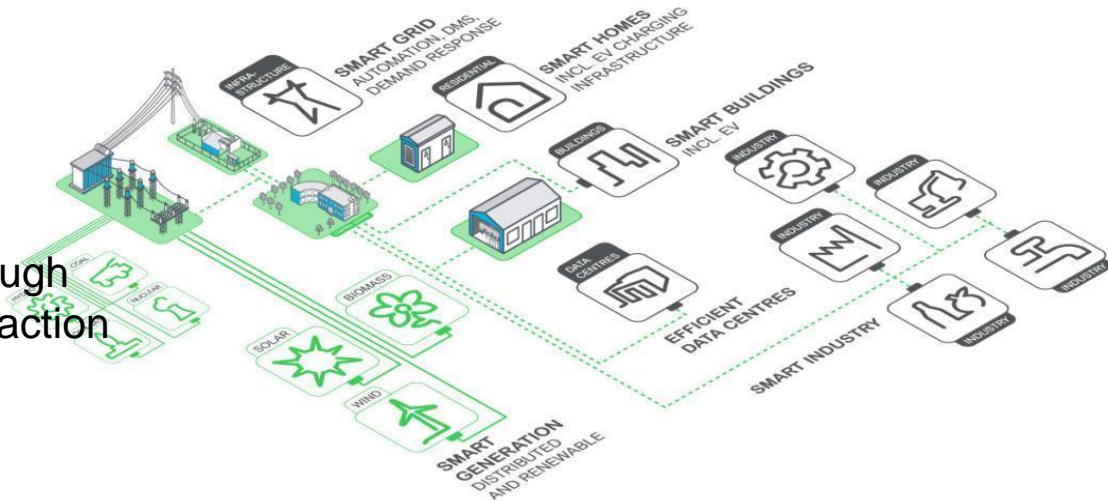 INFRA-
STRUCTURE
SMART GRID
AUTOMATION, DMS,
DEMAND RESPONSE
RESIDENTIAL
SMART HOMES
INCL. EV CHARGING
INFRASTRUCTURE
BUILDINGS
SMART BUILDINGS
INCL. EV
INDUSTRY
INDUSTRY
INDUSTRY
INDUSTRY
INDUSTRY
SMART INDUSTRY
DATA
CENTRES
EFFICIENT
DATA CENTRES
ugh
action
COAL
NUCLEAR
BIOMASS
SOLAR
WIND
SMART
GENERATION
DISTRIBUTED
AND RENEWABLE